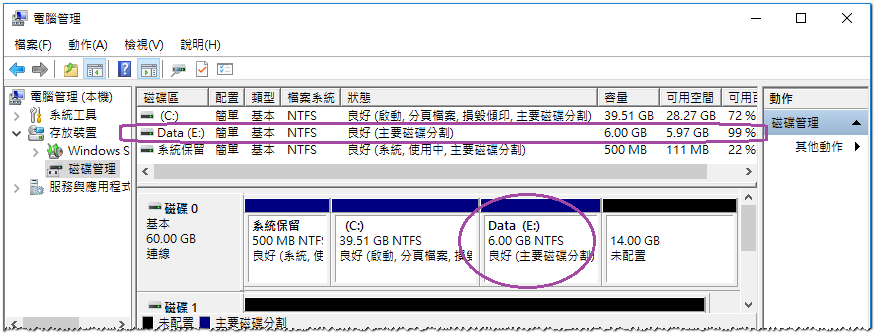 電腦管理
檔案(F) 動作(A) 檢視(V) 說明(H)
電腦管理 (本機)
系統工具
存放裝置
Windows S
磁碟管理
服務與應用程式
磁碟區 配置 類型 檔案系統 狀態 容量 可用空間 可用
(C:) 簡單 基本 NTFS 良好 (啟動, 分頁檔案, 損毀傾印, 主要磁碟分割) 39.51 GB 28.27 GB 72 %
Data (E:) 簡單 基本 NTFS 良好 (主要磁碟分割) 6.00 GB 5.97 GB 99 %
系統保留 簡單 基本 NTFS 良好 (系統, 使用中, 主要磁碟分割) 500 MB 111 MB 22 %
磁碟 0
基本
60.00 GB
連線
系統保留
500 MB NTFS
良好 (系統, 使
(C:)
39.51 GB NTFS
良好 (啟動, 分頁檔案, 損
Data (E:)
6.00 GB NTFS
良好 (主要磁碟分割)
14.00 GB
未配置
磁碟 1
未配置 主要磁碟分割
動作
磁碟管理
其他動作